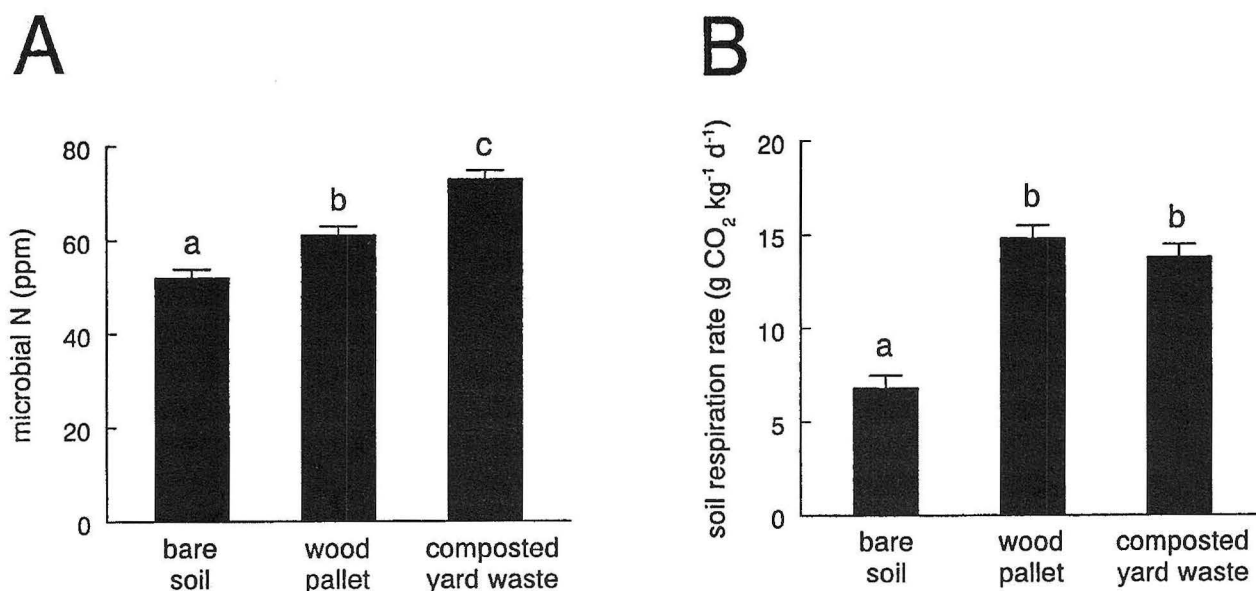 A
microbial N (ppm)
80
60
40
20
0
a
b
c
bare
soil
wood
pallet
composted
yard waste
B
soil respiration rate (g CO₂ kg⁻¹ d⁻¹)
20
15
10
5
0
a
b
b
bare
soil
wood
pallet
composted
yard waste